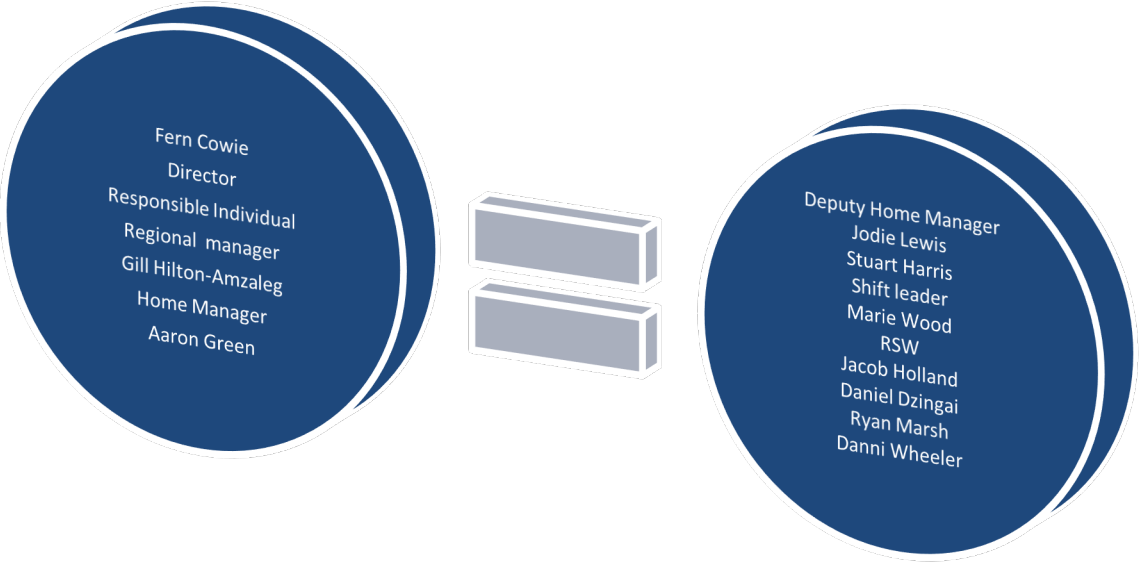 Fern Cowie
Director
Responsible Individual
Regional manager
Gill Hilton-Amzaleg
Home Manager
Aaron Green
Deputy Home Manager
Jodie Lewis
Stuart Harris
Shift leader
Marie Wood
RSW
Jacob Holland
Daniel Dzingai
Ryan Marsh
Danni Wheeler